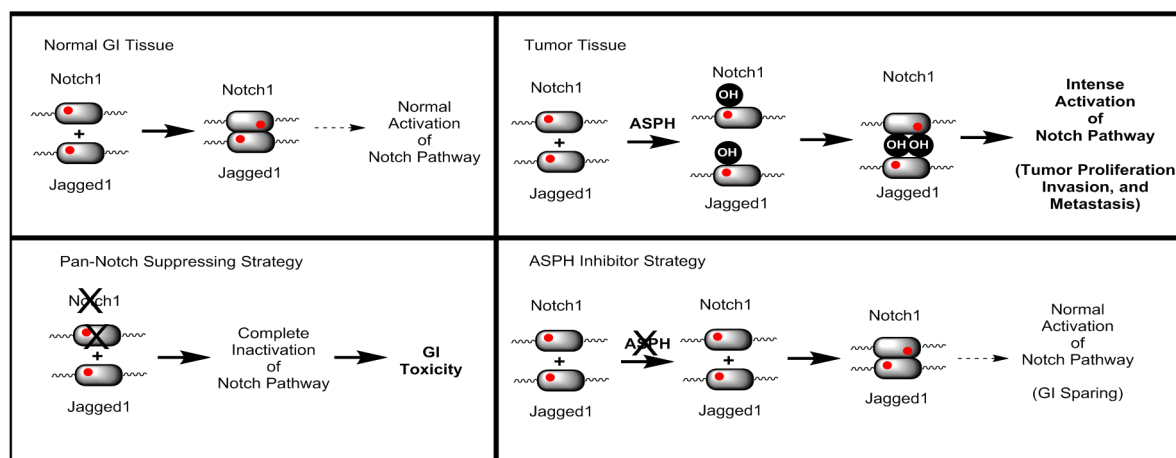 Normal GI Tissue
Notch1
+
Jagged1
Notch1
Normal
Activation
of
Notch Pathway
Tumor Tissue
Notch1
+
Jagged1
ASPH
Notch1
OH
OH
Jagged1
Notch1
OH OH
Jagged1
Intense
Activation
of
Notch Pathway
(Tumor Proliferation
Invasion, and
Metastasis)
Pan-Notch Suppressing Strategy
Notch1
+
Jagged1
Complete
Inactivation
of
Notch Pathway
GI
Toxicity
ASPH Inhibitor Strategy
Notch1
+
Jagged1
ASPH
Notch1
+
Jagged1
Notch1
Normal
Activation
of
Notch Pathway
(GI Sparing)